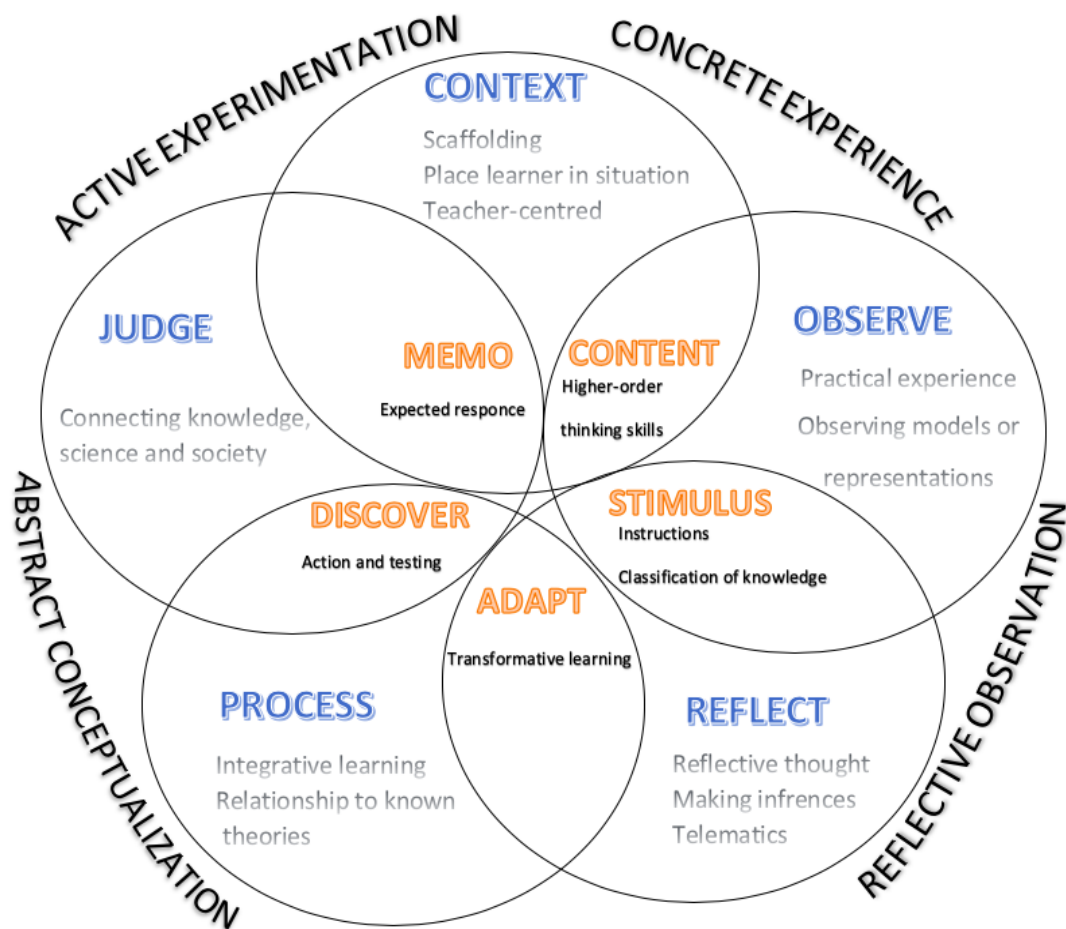 ACTIVE EXPERIMENTATION
CONCRETE EXPERIENCE
CONTEXT
Scaffolding
Place learner in situation
Teacher-centred
JUDGE
Connecting knowledge,
science and society
MEMO
Expected responce
CONTENT
Higher-order
thinking skills
OBSERVE
Practical experience
Observing models or
representations
DISCOVER
Action and testing
STIMULUS
Instructions
Classification of knowledge
ADAPT
Transformative learning
ABSTRACT CONCEPTUALIZATION
REFLECTIVE OBSERVATION
PROCESS
Integrative learning
Relationship to known
theories
REFLECT
Reflective thought
Making infrences
Telematics